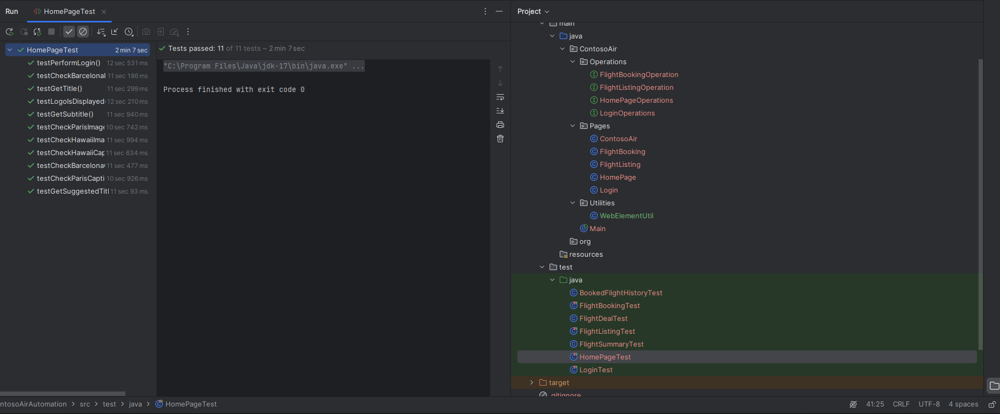 Run HomePageTest
HomePageTest 2 min 7 sec
testPerformLogin() 12 sec 531 ms
testCheckBarcelonaI 11 sec 186 ms
testGetTitle() 11 sec 299 ms
testLogoIsDisplayed( 12 sec 210 ms
testGetSubtitle() 11 sec 940 ms
testCheckParisImage 10 sec 742 ms
testCheckHawaiiIma 11 sec 994 ms
testCheckHawaiiCap 11 sec 634 ms
testCheckBarcelona 11 sec 477 ms
testCheckParisCapti 10 sec 926 ms
testGetSuggestedTitl 11 sec 93 ms
Tests passed: 11 of 11 tests – 2 min 7 sec
"C:\Program Files\Java\jdk-17\bin\java.exe" ...
Process finished with exit code 0
Project
main
java
ContosoAir
Operations
FlightBookingOperation
FlightListingOperation
HomePageOperations
LoginOperations
Pages
ContosoAir
FlightBooking
FlightListing
HomePage
Login
Utilities
WebElementUtil
Main
org
resources
test
java
BookedFlightHistoryTest
FlightBookingTest
FlightDealTest
FlightListingTest
FlightSummaryTest
HomePageTest
LoginTest
target
.gitignore
ntosoAirAutomation > src > test > java > HomePageTest
41:25 CRLF UTF-8 4 spaces